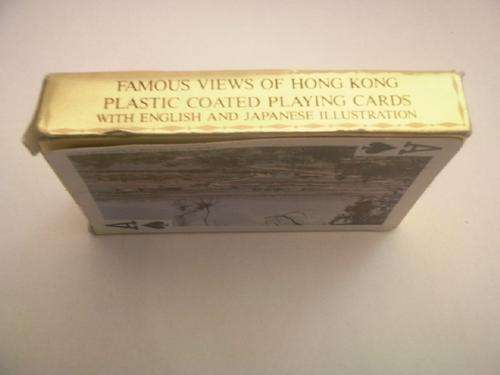 FAMOUS VIEWS OF HONG KONG
PLASTIC COATED PLAYING CARDS
WITH ENGLISH AND JAPANESE ILLUSTRATION
A
A